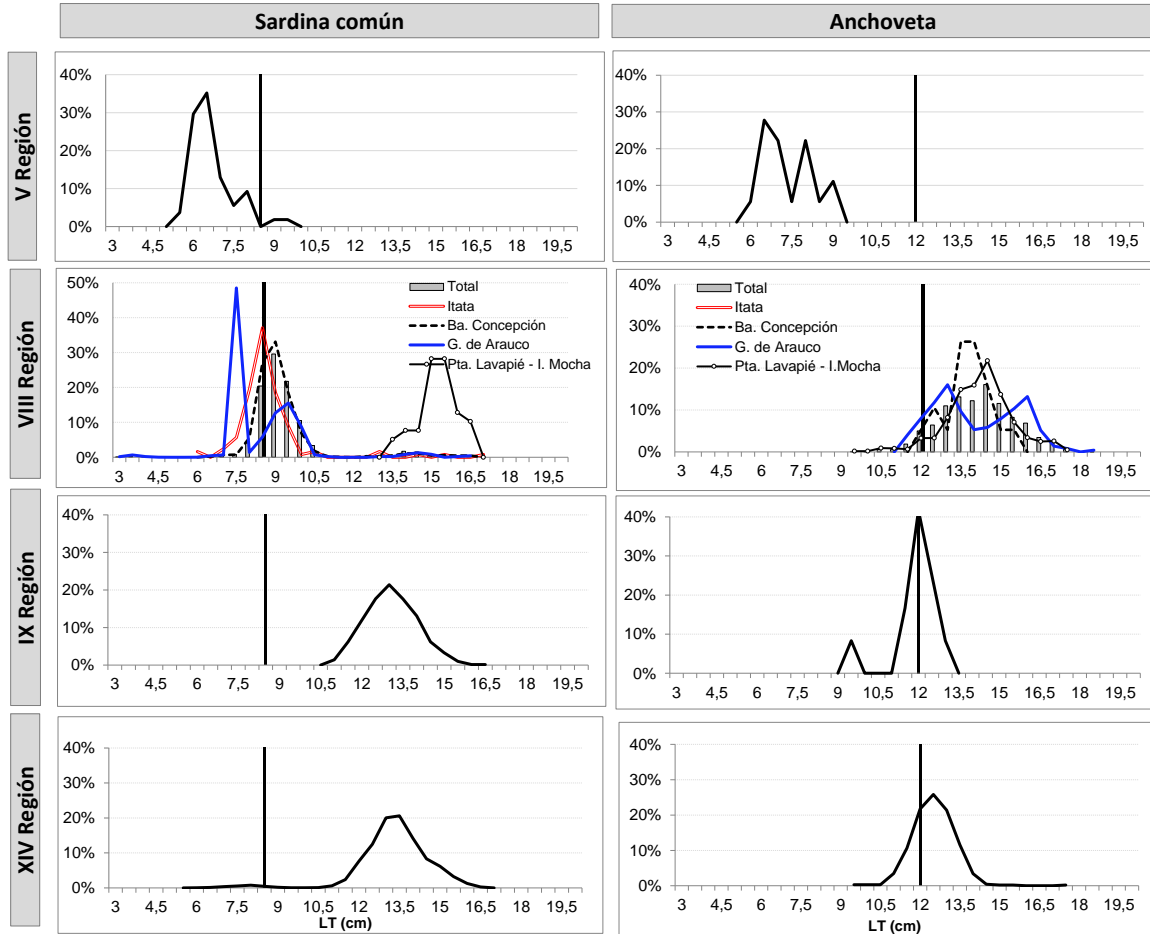 Sardina común
Anchoveta
V Región
40%
30%
20%
10%
0%
3 4,5 6 7,5 9 10,5 12 13,5 15 16,5 18 19,5
40%
30%
20%
10%
0%
3 4,5 6 7,5 9 10,5 12 13,5 15 16,5 18 19,5
VIII Región
50%
40%
30%
20%
10%
0%
Total
Itata
Ba. Concepción
G. de Arauco
Pta. Lavapié - I. Mocha
3 4,5 6 7,5 9 10,5 12 13,5 15 16,5 18 19,5
40%
30%
20%
10%
0%
Total
Itata
Ba. Concepción
G. de Arauco
Pta. Lavapié - I.Mocha
3 4,5 6 7,5 9 10,5 12 13,5 15 16,5 18 19,5
IX Región
40%
30%
20%
10%
0%
3 4,5 6 7,5 9 10,5 12 13,5 15 16,5 18 19,5
40%
30%
20%
10%
0%
3 4,5 6 7,5 9 10,5 12 13,5 15 16,5 18 19,5
XIV Región
40%
30%
20%
10%
0%
3 4,5 6 7,5 9 10,5 12 13,5 15 16,5 18 19,5
LT (cm)
40%
30%
20%
10%
0%
3 4,5 6 7,5 9 10,5 12 13,5 15 16,5 18 19,5
LT (cm)